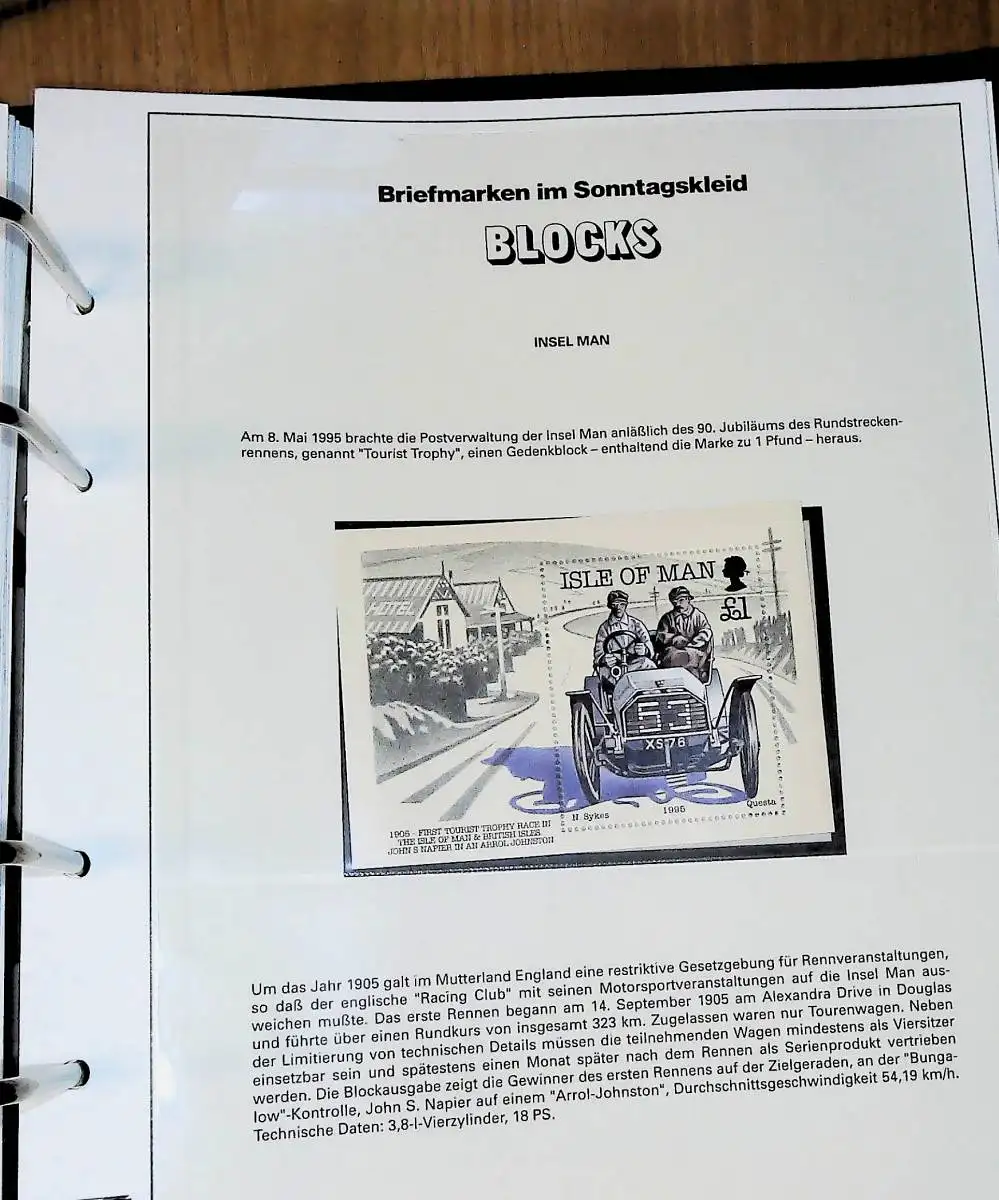 Briefmarken im Sonntagskleid
BLOCKS
INSEL MAN
Am 8. Mai 1995 brachte die Postverwaltung der Insel Man anläßlich des 90. Jubiläums des Rundstrecken-
rennens, genannt "Tourist Trophy", einen Gedenkblock – enthaltend die Marke zu 1 Pfund – heraus.
HOTEL
ISLE OF MAN
£1
53
XS 76
N. Sykes 1995 Questa
1905 - FIRST TOURIST TROPHY RACE IN
THE ISLE OF MAN & BRITISH ISLES.
JOHN S NAPIER IN AN ARROL JOHNSTON
Um das Jahr 1905 galt im Mutterland England eine restriktive Gesetzgebung für Rennveranstaltungen,
so daß der englische "Racing Club" mit seinen Motorsportveranstaltungen auf die Insel Man aus-
weichen mußte. Das erste Rennen begann am 14. September 1905 am Alexandra Drive in Douglas
und führte über einen Rundkurs von insgesamt 323 km. Zugelassen waren nur Tourenwagen. Neben
der Limitierung von technischen Details müssen die teilnehmenden Wagen mindestens als Viersitzer
einsetzbar sein und spätestens einen Monat später nach dem Rennen als Serienprodukt vertrieben
werden. Die Blockausgabe zeigt die Gewinner des ersten Rennens auf der Zielgeraden, an der "Bunga-
low"-Kontrolle, John S. Napier auf einem "Arrol-Johnston", Durchschnittsgeschwindigkeit 54,19 km/h.
Technische Daten: 3,8-l-Vierzylinder, 18 PS.